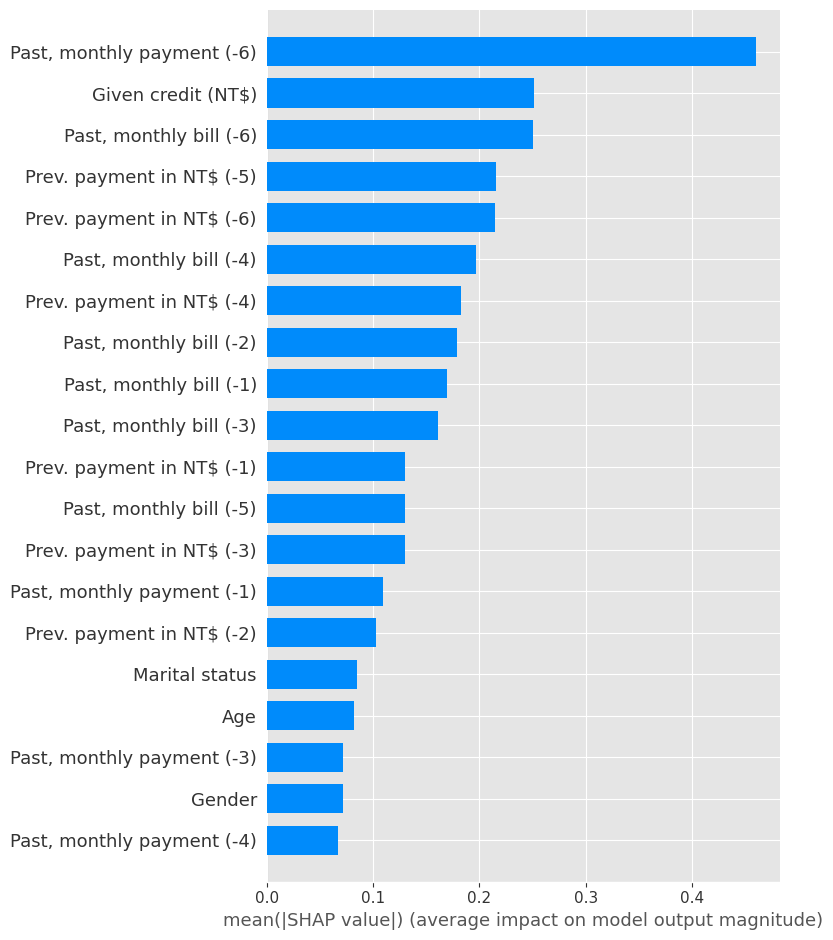 Past, monthly payment (-6)
Given credit (NT$)
Past, monthly bill (-6)
Prev. payment in NT$ (-5)
Prev. payment in NT$ (-6)
Past, monthly bill (-4)
Prev. payment in NT$ (-4)
Past, monthly bill (-2)
Past, monthly bill (-1)
Past, monthly bill (-3)
Prev. payment in NT$ (-1)
Past, monthly bill (-5)
Prev. payment in NT$ (-3)
Past, monthly payment (-1)
Prev. payment in NT$ (-2)
Marital status
Age
Past, monthly payment (-3)
Gender
Past, monthly payment (-4)
0.0 0.1 0.2 0.3 0.4
mean(|SHAP value|) (average impact on model output magnitude)